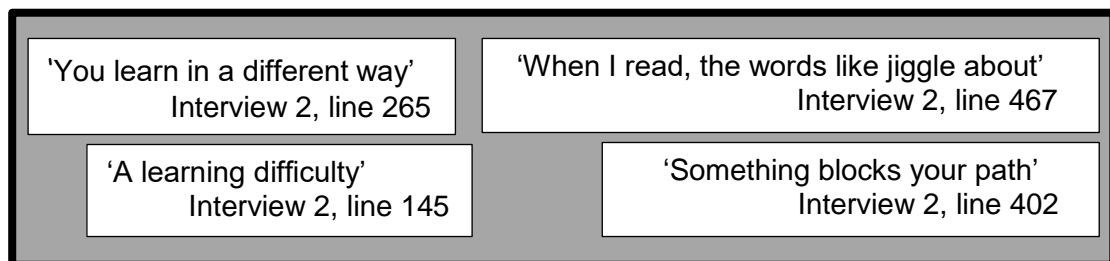 'You learn in a different way’
Interview 2, line 265
‘When I read, the words like jiggle about’
Interview 2, line 467
‘A learning difficulty’
Interview 2, line 145
‘Something blocks your path’
Interview 2, line 402